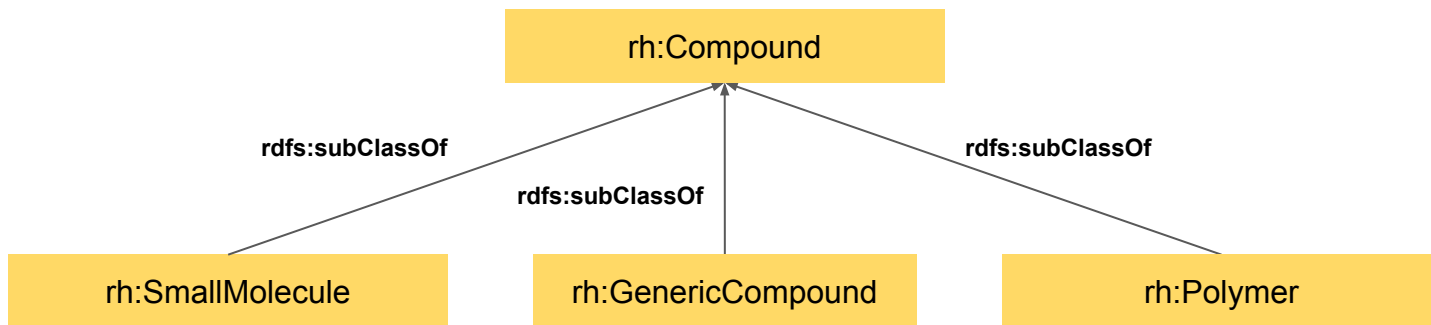 rh:Compound
rdfs:subClassOf
rdfs:subClassOf
rdfs:subClassOf
rh:SmallMolecule
rh:GenericCompound
rh:Polymer